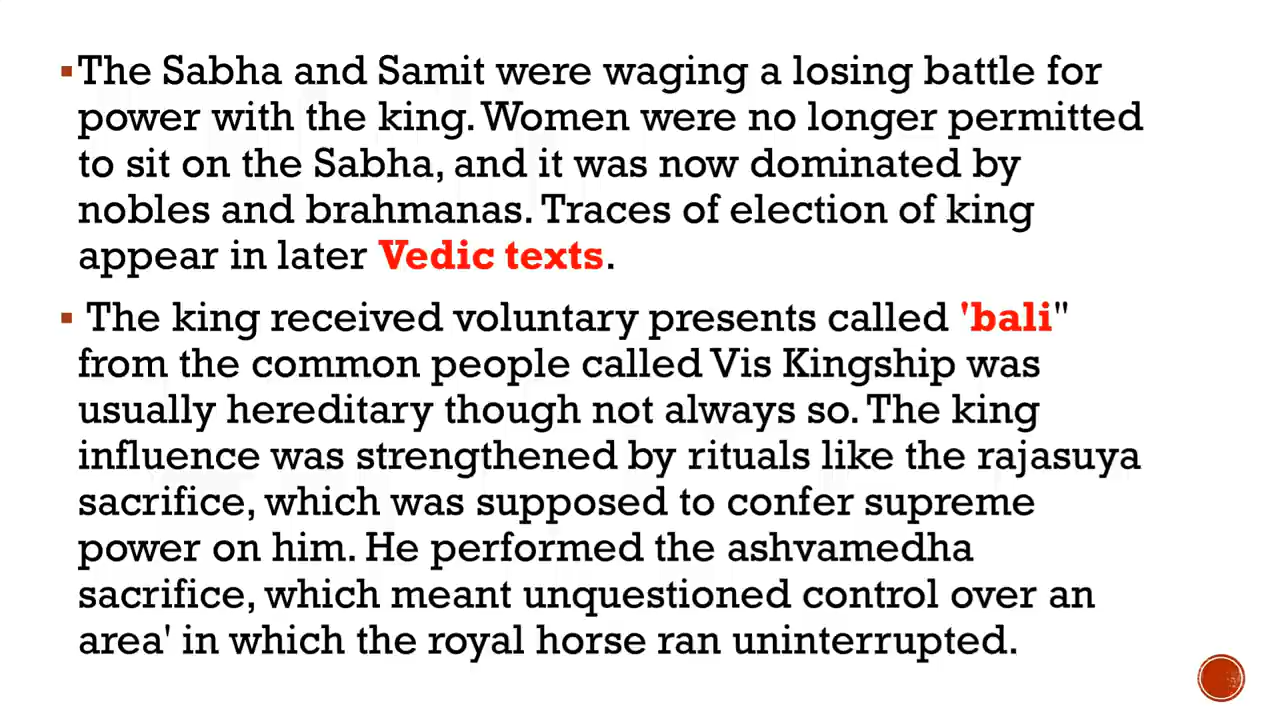 ▪The Sabha and Samit were waging a losing battle for
power with the king. Women were no longer permitted
to sit on the Sabha, and it was now dominated by
nobles and brahmanas. Traces of election of king
appear in later Vedic texts.
▪ The king received voluntary presents called 'bali"
from the common people called Vis Kingship was
usually hereditary though not always so. The king
influence was strengthened by rituals like the rajasuya
sacrifice, which was supposed to confer supreme
power on him. He performed the ashvamedha
sacrifice, which meant unquestioned control over an
area' in which the royal horse ran uninterrupted.